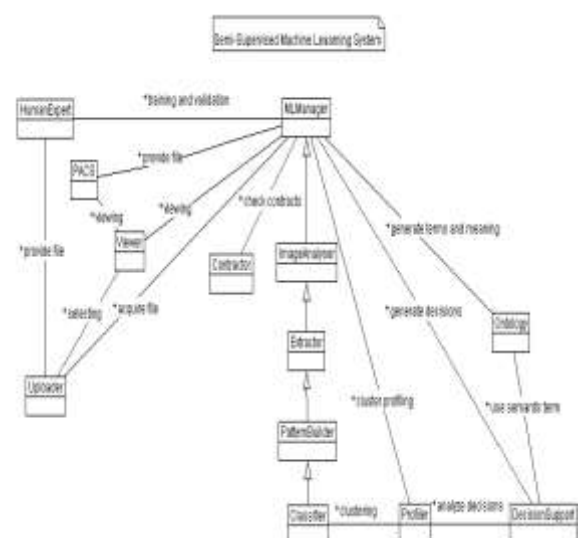 Semi-Supervised Machine Learning System
HumanExpert
*training and validation
MLManager
PACS
*provide file
*viewing
Viewer
*viewing
*check contracts
Contractor
ImageAnalyser
*generate terms and meaning
*provide file
*selecting
*acquire file
*generate decisions
Ontology
Uploader
Extractor
*cluster profiling
*use semantic term
PatternBuilder
Classifier
*clustering
Profiler
*analyze decisions
DecisionSupport